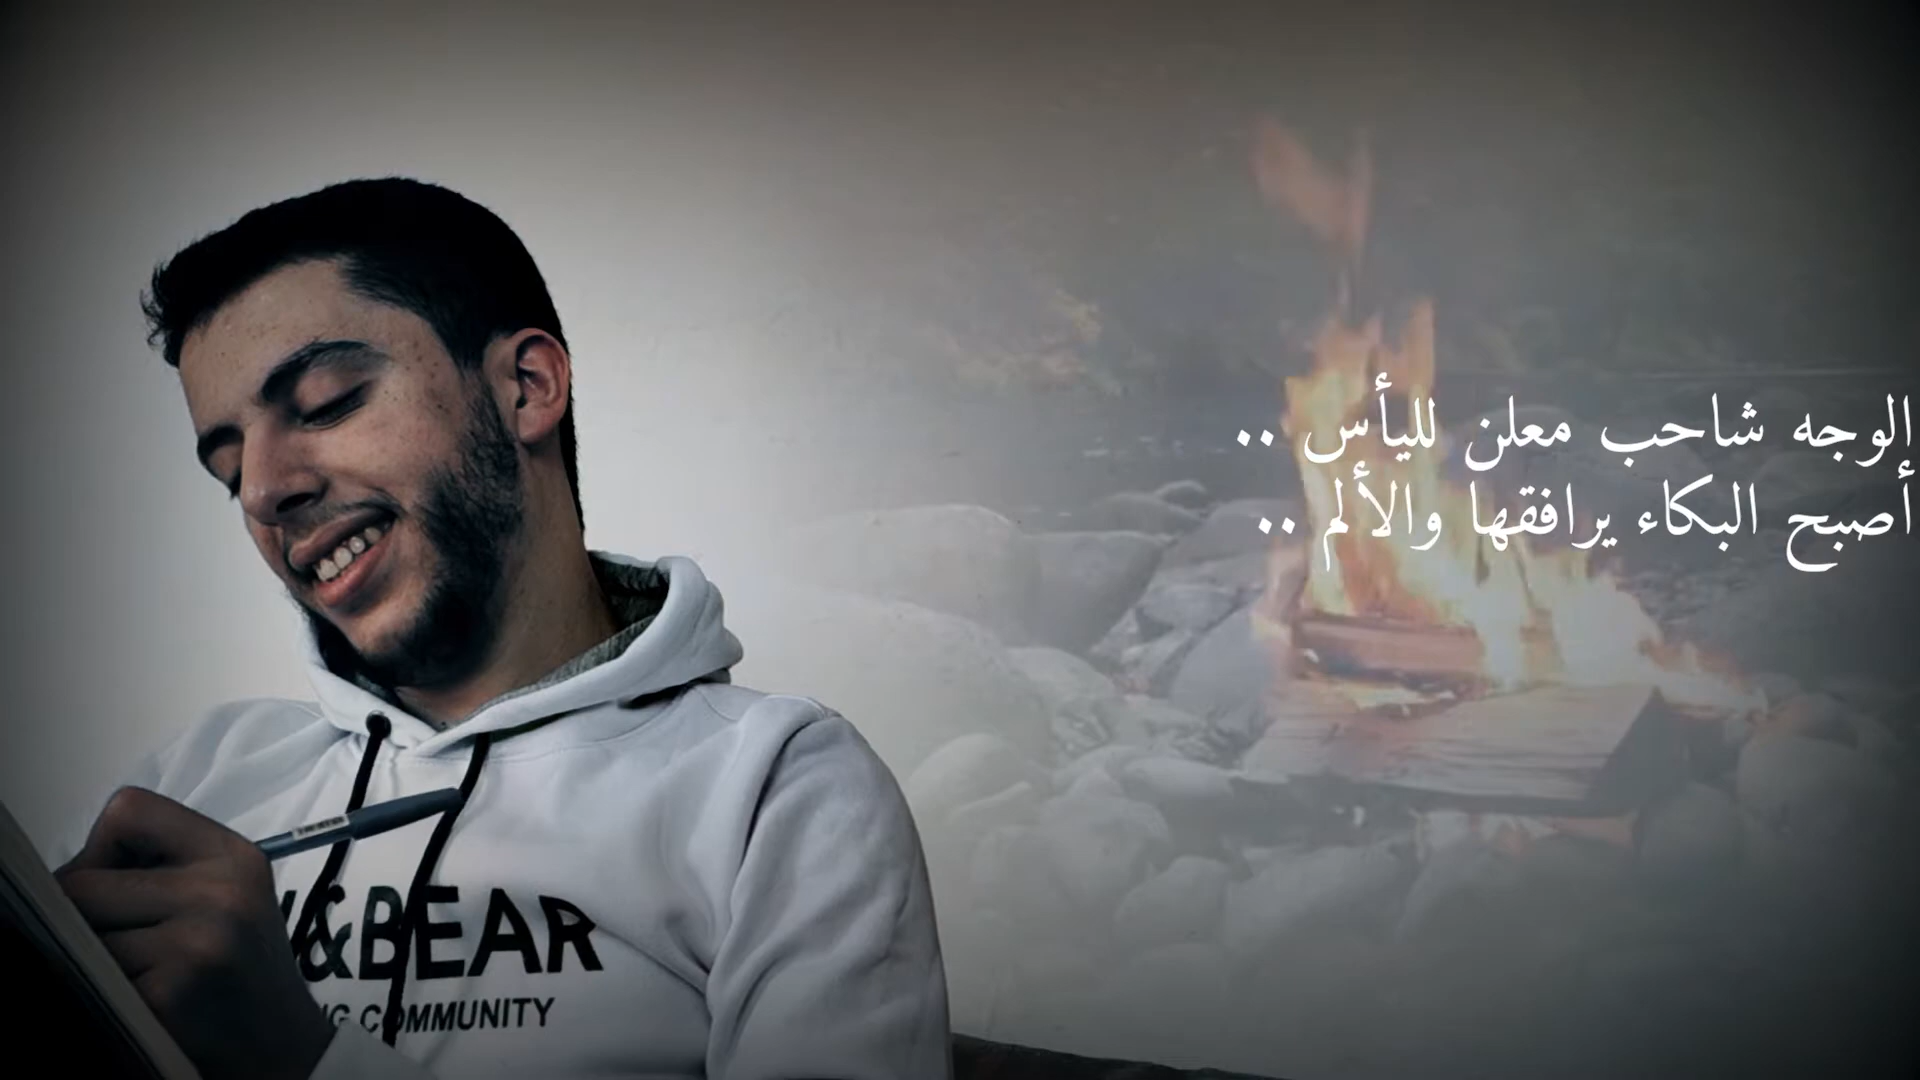 الوجه شاحب معلن لليأس ..
أصبح البكاء يرافقها والألم ..
&BEAR
COMMUNITY